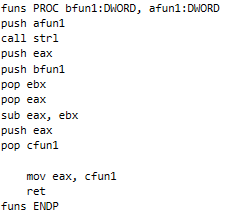 funs PROC bfun1:DWORD, afun1:DWORD
push afun1
call strl
push eax
push bfun1
pop ebx
pop eax
sub eax, ebx
push eax
pop cfun1
mov eax, cfun1
ret
funs ENDP